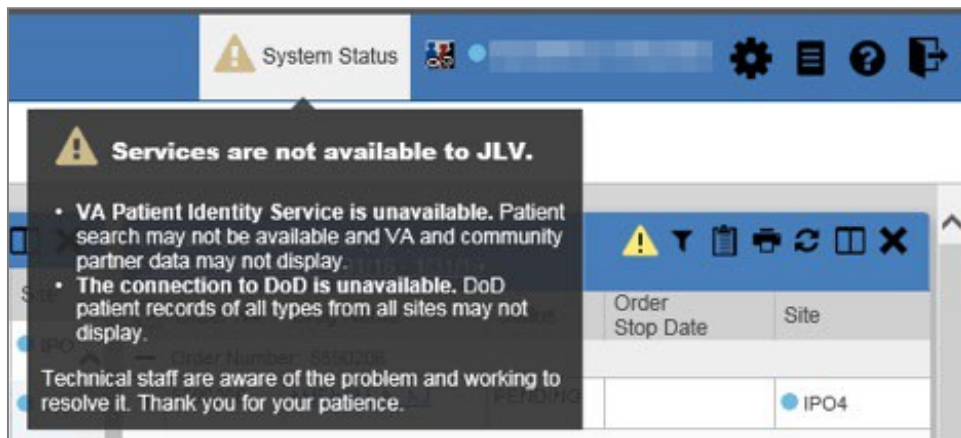 System Status
Services are not available to JLV.
• VA Patient Identity Service is unavailable. Patient
search may not be available and VA and community
partner data may not display.
• The connection to DoD is unavailable. DoD
patient records of all types from all sites may not
display.
Technical staff are aware of the problem and working to
resolve it. Thank you for your patience.
Order
Stop Date
Site
Order Number:
PENDING
IPO4